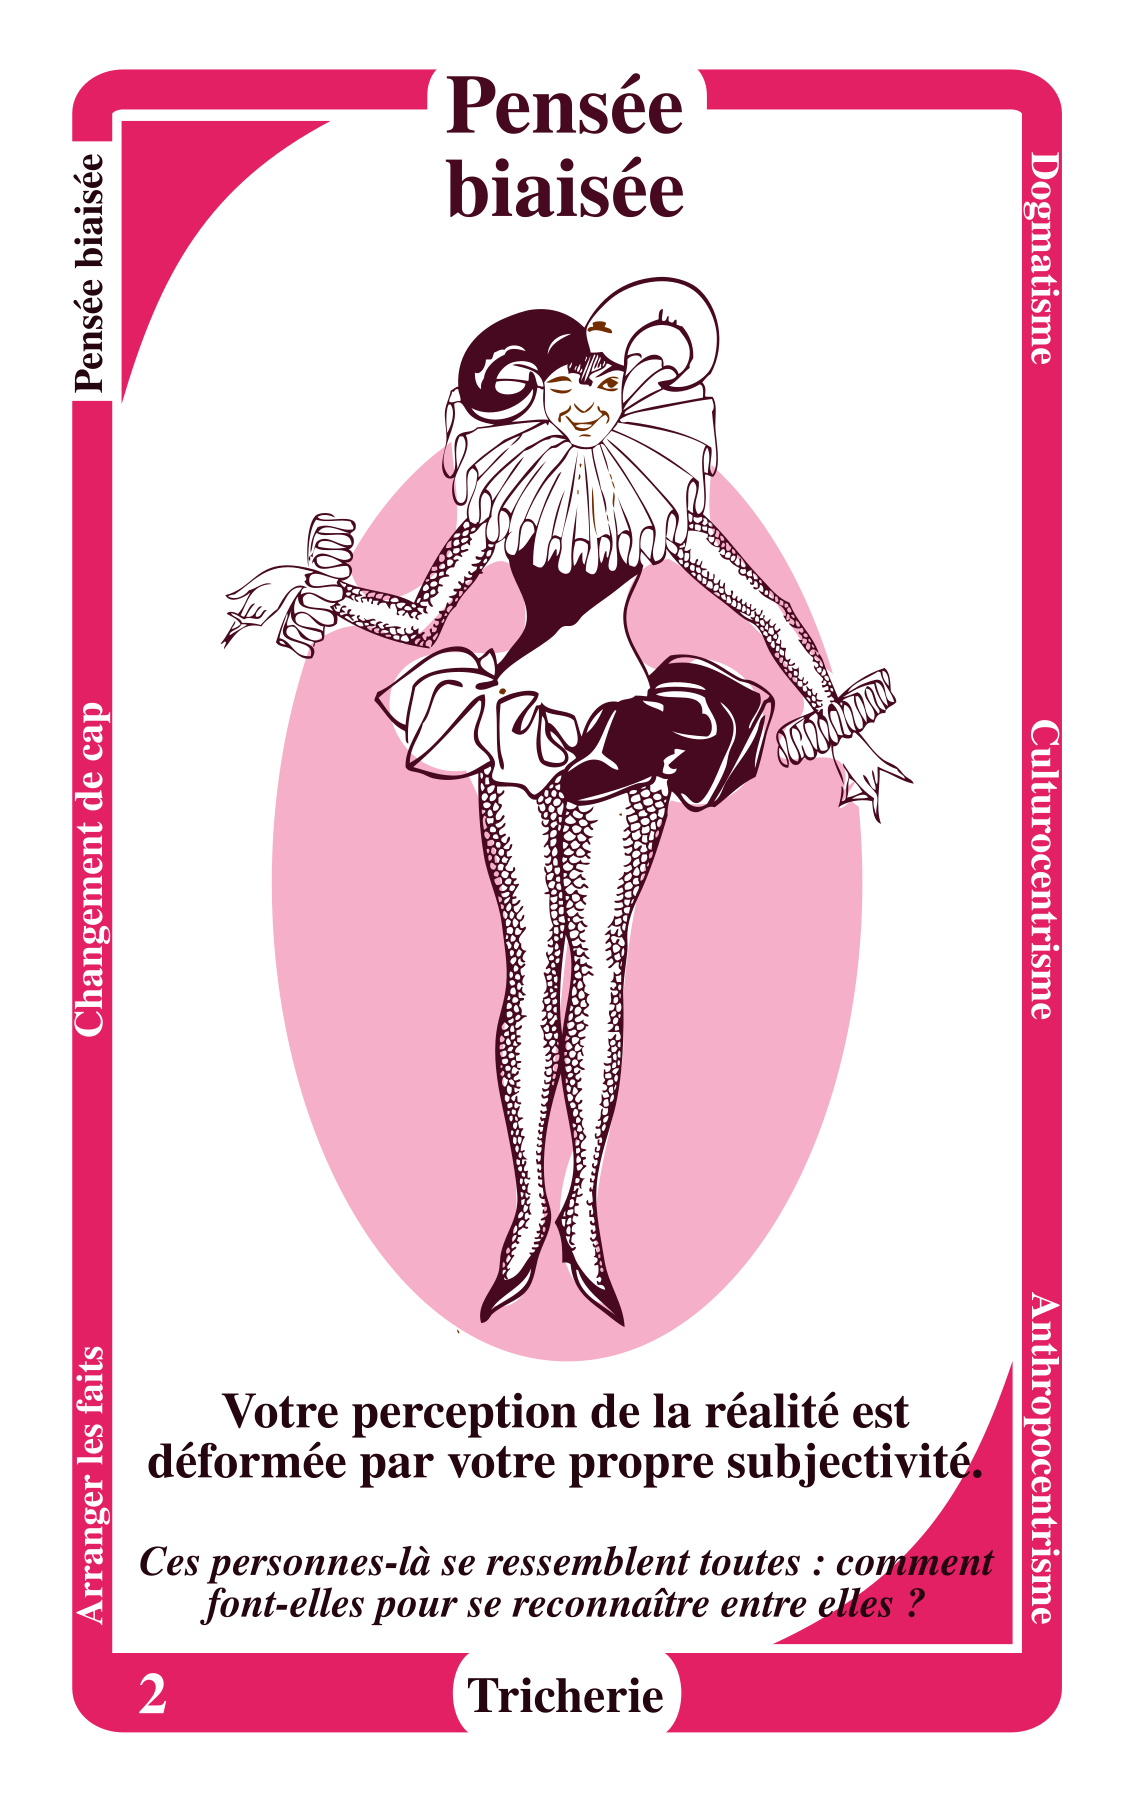 Pensée
biaisée
Pensée biaisée
Changement de cap
Arranger les faits
Dogmatisme
Culturocentrisme
Anthropocentrisme
Votre perception de la réalité est
déformée par votre propre subjectivité.
Ces personnes-là se ressemblent toutes : comment
font-elles pour se reconnaître entre elles ?
2
Tricherie